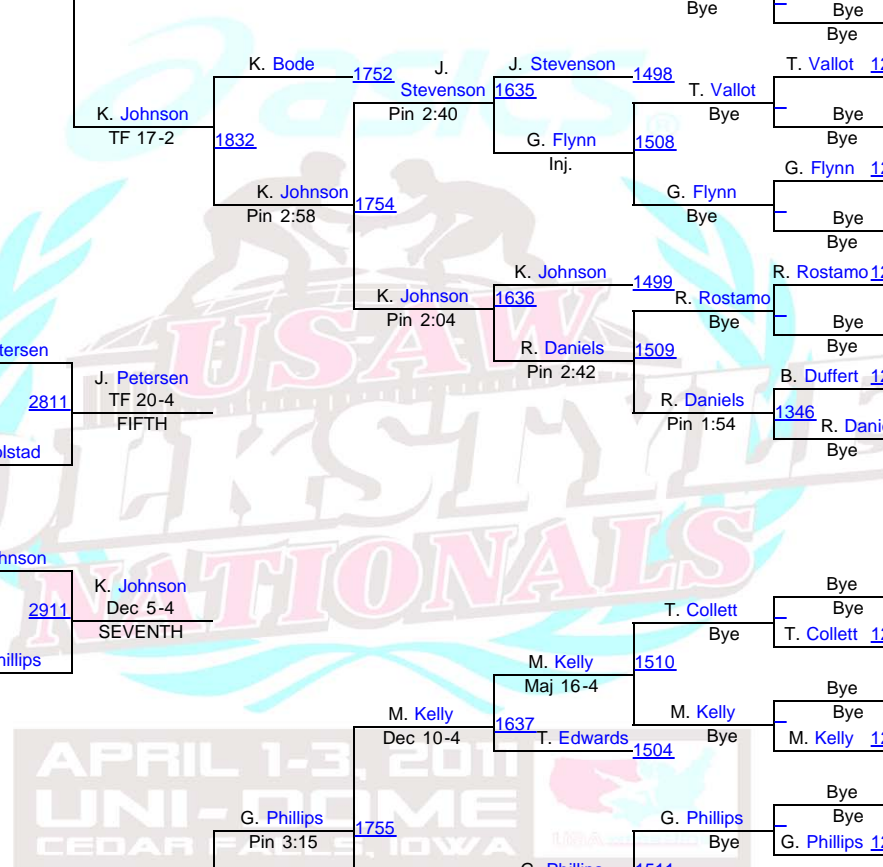 Bye
Bye
Bye
K. Bode
1752
J.
Stevenson
Pin 2:40
J. Stevenson
1498
1635
T. Vallot
Bye
T. Vallot
Bye
Bye
K. Johnson
TF 17-2
1832
G. Flynn
Inj.
1508
G. Flynn
K. Johnson
Pin 2:58
1754
G. Flynn
Bye
Bye
Bye
K. Johnson
1499
R. Rostamo
K. Johnson
Pin 2:04
1636
R. Rostamo
Bye
Bye
Bye
R. Daniels
Pin 2:42
1509
B. Duffert
2811
J. Petersen
TF 20-4
FIFTH
R. Daniels
Pin 1:54
1346
Bye
K. Johnson
Dec 5-4
SEVENTH
2911
Bye
Bye
T. Collett
T. Collett
Bye
M. Kelly
Maj 16-4
1510
Bye
Bye
M. Kelly
M. Kelly
Dec 10-4
1637
T. Edwards
1504
M. Kelly
Bye
Bye
Bye
G. Phillips
G. Phillips
Pin 3:15
1755
G. Phillips
Bye
asics
USAW
FOLKSTYLE
NATIONALS
APRIL 1-3, 2011
UNI-DOME
CEDAR FALLS, IOWA